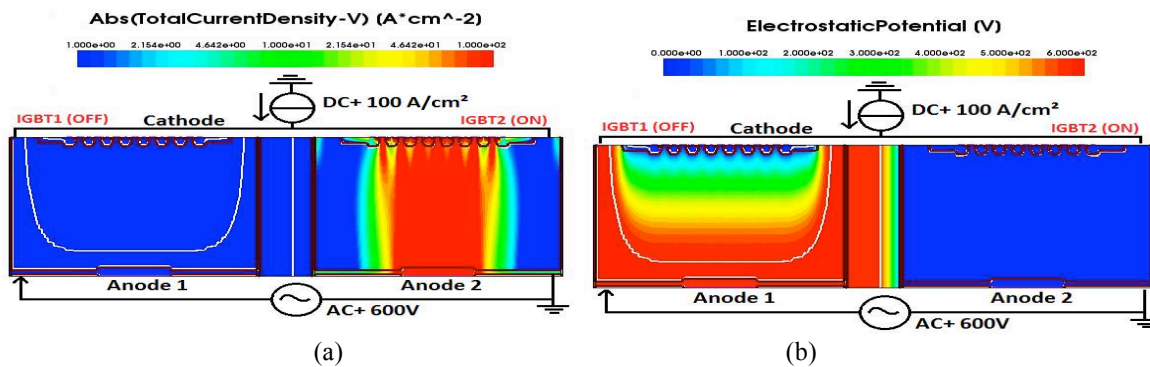 Abs(TotalCurrentDensity-V) [A*cm^-2]
1.000e+00 2.154e+00 4.642e+00 1.000e+01 2.154e+01 4.642e+01 1.000e+02
DC+ 100 A/cm²
IGBT1 (OFF) Cathode IGBT2 (ON)
Anode 1 Anode 2
AC+ 600V
(a)
ElectrostaticPotential [V]
0.000e+00 1.000e+02 2.000e+02 3.000e+02 4.000e+02 5.000e+02 6.000e+02
DC+ 100 A/cm²
IGBT1 (OFF) Cathode IGBT2 (ON)
Anode 1 Anode 2
AC+ 600V
(b)